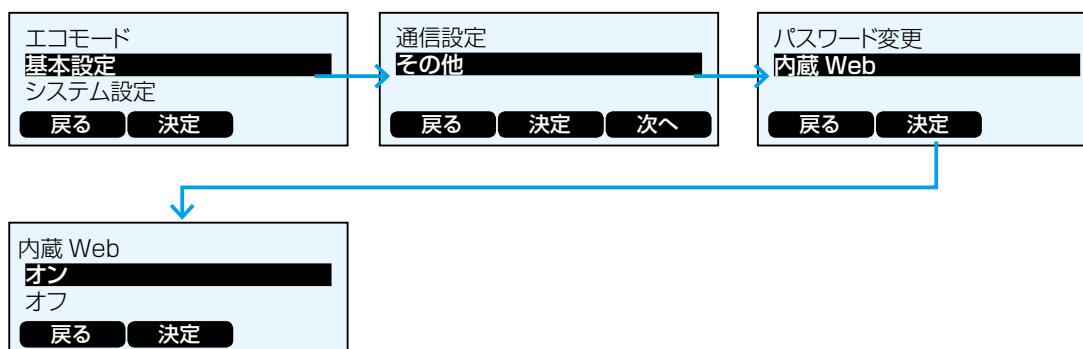 エコモード
基本設定
システム設定
戻る 決定
通信設定
その他
戻る 決定 次へ
パスワード変更
内蔵 Web
戻る 決定
内蔵 Web
オン
オフ
戻る 決定